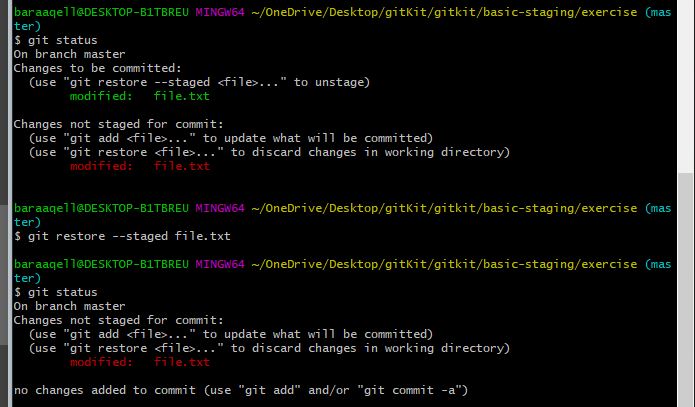 baraaqell@DESKTOP-B1TBREU MINGW64 ~/OneDrive/Desktop/gitKit/gitkit/basic-staging/exercise (mas
ter)
$ git status
On branch master
Changes to be committed:
  (use "git restore --staged <file>..." to unstage)
        modified:   file.txt

Changes not staged for commit:
  (use "git add <file>..." to update what will be committed)
  (use "git restore <file>..." to discard changes in working directory)
        modified:   file.txt

baraaqell@DESKTOP-B1TBREU MINGW64 ~/OneDrive/Desktop/gitKit/gitkit/basic-staging/exercise (mas
ter)
$ git restore --staged file.txt

baraaqell@DESKTOP-B1TBREU MINGW64 ~/OneDrive/Desktop/gitKit/gitkit/basic-staging/exercise (mas
ter)
$ git status
On branch master
Changes not staged for commit:
  (use "git add <file>..." to update what will be committed)
  (use "git restore <file>..." to discard changes in working directory)
        modified:   file.txt

no changes added to commit (use "git add" and/or "git commit -a")